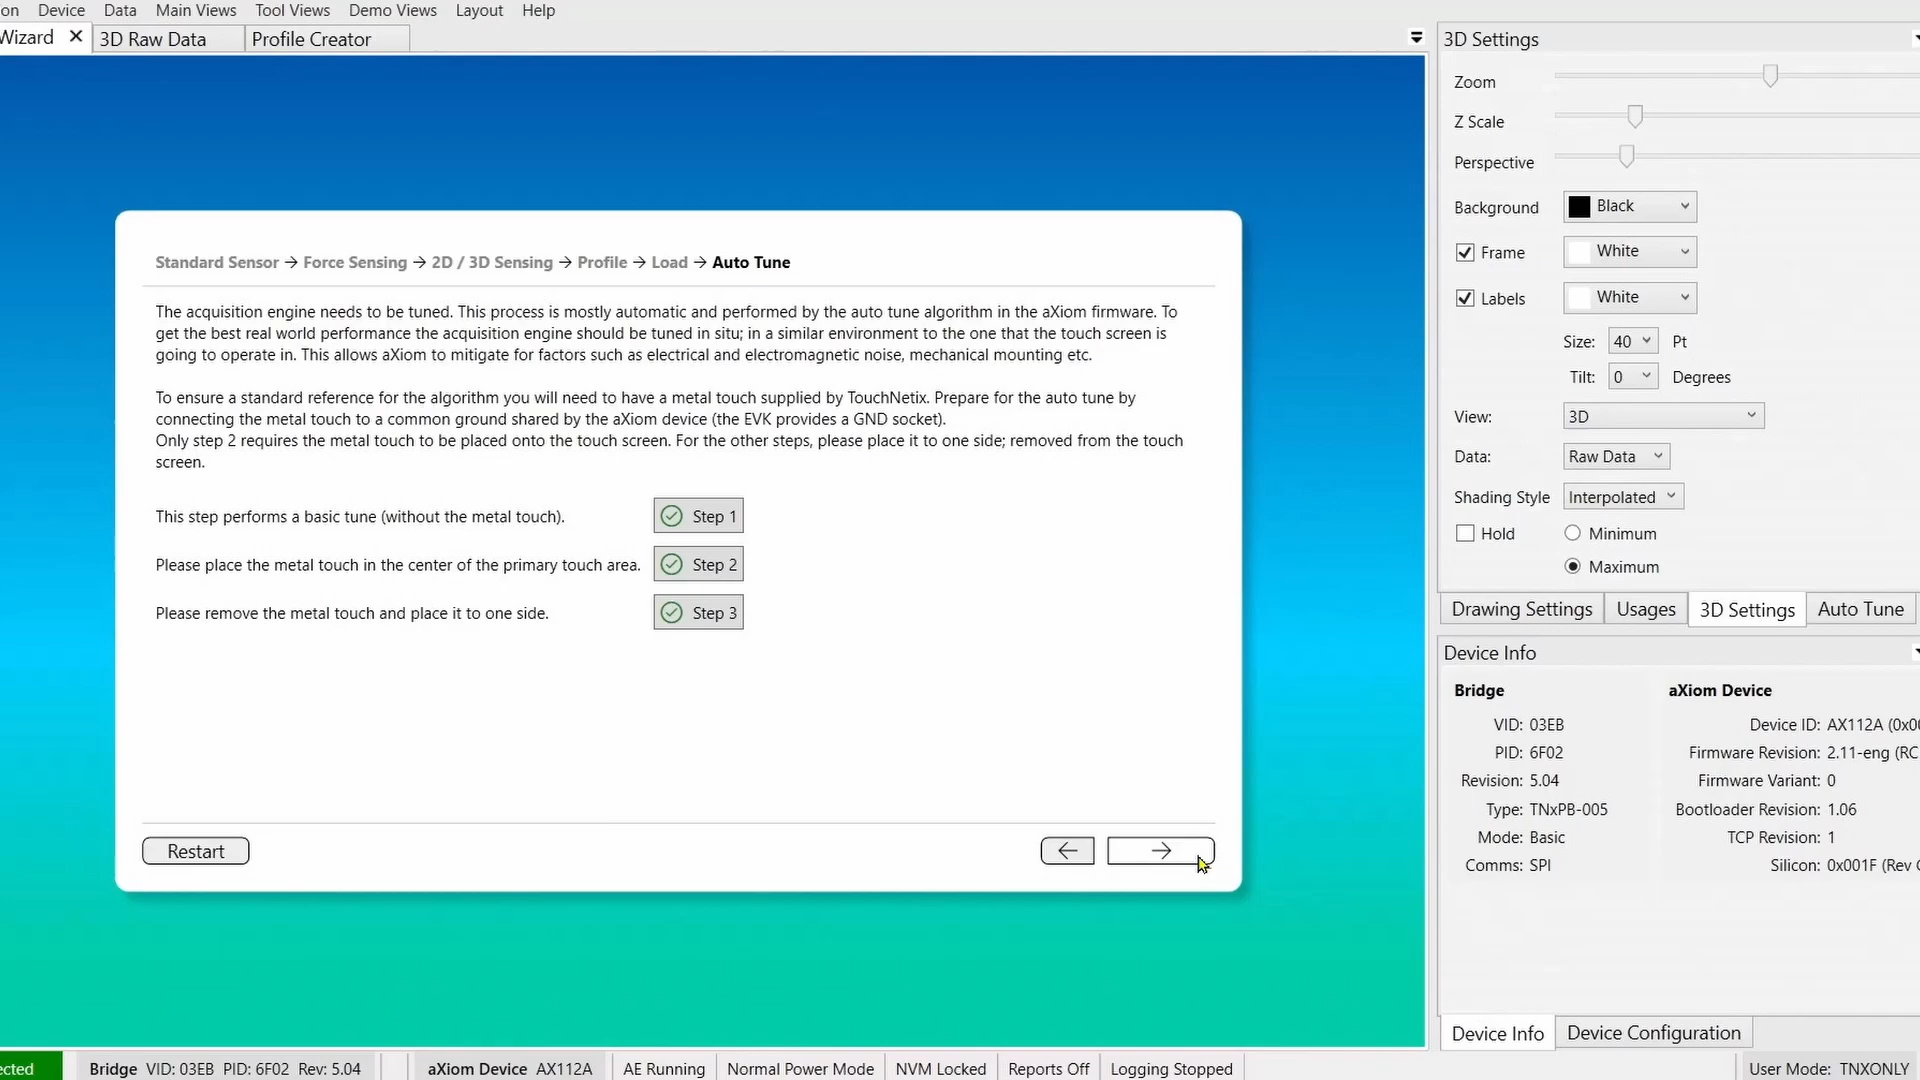 on Device Data Main Views Tool Views Demo Views Layout Help
Wizard 3D Raw Data Profile Creator
Standard Sensor → Force Sensing → 2D / 3D Sensing → Profile → Load → Auto Tune
The acquisition engine needs to be tuned. This process is mostly automatic and performed by the auto tune algorithm in the aXiom firmware. To
get the best real world performance the acquisition engine should be tuned in situ; in a similar environment to the one that the touch screen is
going to operate in. This allows aXiom to mitigate for factors such as electrical and electromagnetic noise, mechanical mounting etc.
To ensure a standard reference for the algorithm you will need to have a metal touch supplied by TouchNetix. Prepare for the auto tune by
connecting the metal touch to a common ground shared by the aXiom device (the EVK provides a GND socket).
Only step 2 requires the metal touch to be placed onto the touch screen. For the other steps, please place it to one side; removed from the touch
screen.
This step performs a basic tune (without the metal touch). Step 1
Please place the metal touch in the center of the primary touch area. Step 2
Please remove the metal touch and place it to one side. Step 3
Restart ← →
3D Settings
Zoom
Z Scale
Perspective
Background Black
Frame White
Labels White
Size: 40 Pt
Tilt: 0 Degrees
View: 3D
Data: Raw Data
Shading Style Interpolated
Hold Minimum
Maximum
Drawing Settings Usages 3D Settings Auto Tune
Device Info
Bridge aXiom Device
VID: 03EB Device ID: AX112A (0x00
PID: 6F02 Firmware Revision: 2.11-eng (RC
Revision: 5.04 Firmware Variant: 0
Type: TNxPB-005 Bootloader Revision: 1.06
Mode: Basic TCP Revision: 1
Comms: SPI Silicon: 0x001F (Rev
Device Info Device Configuration
ected Bridge VID: 03EB PID: 6F02 Rev: 5.04 aXiom Device AX112A AE Running Normal Power Mode NVM Locked Reports Off Logging Stopped User Mode: TNXONLY